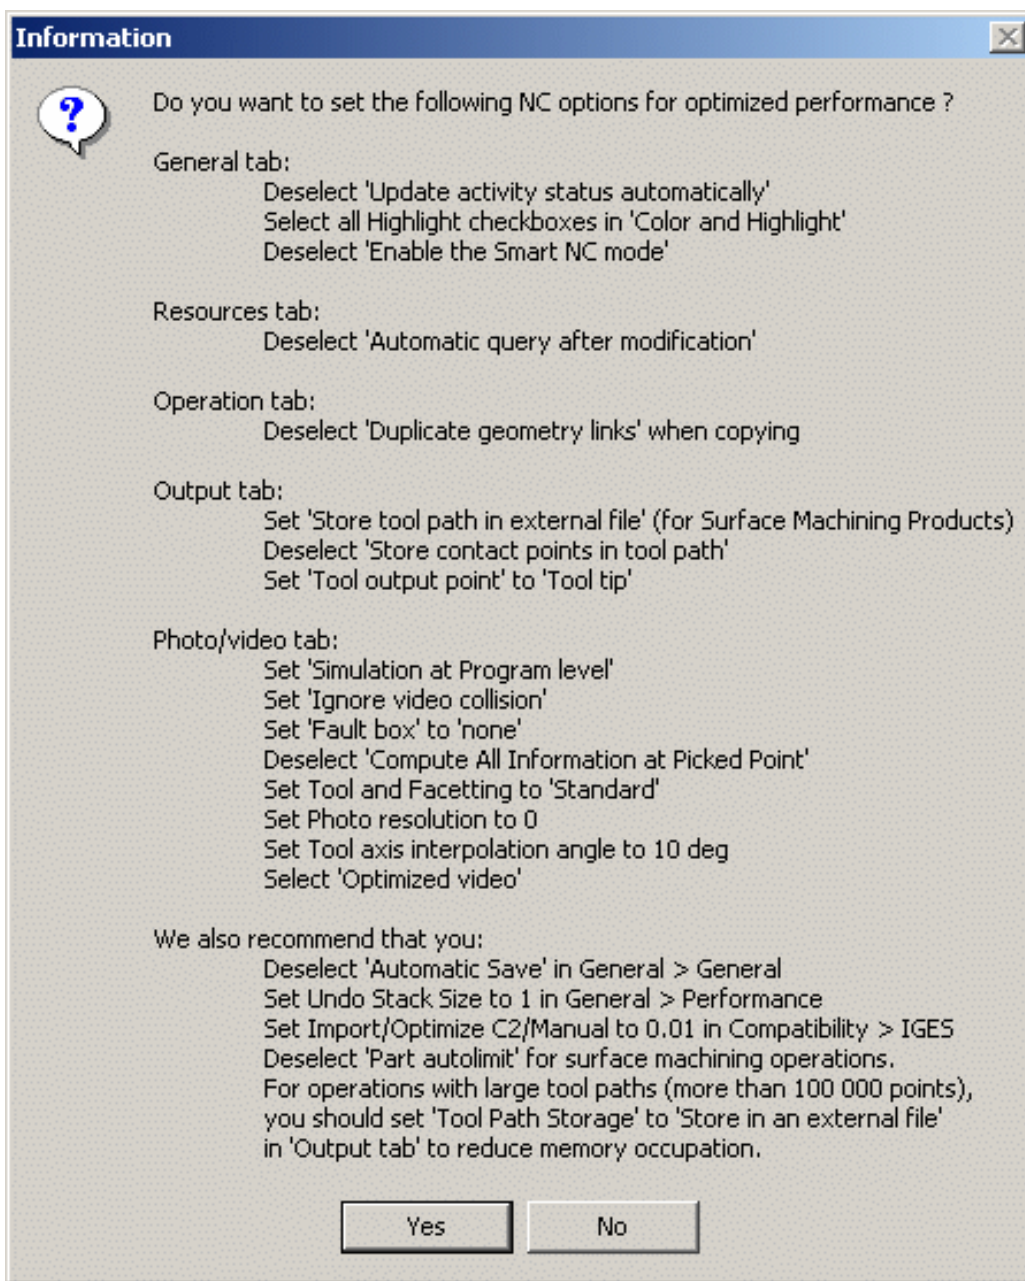 Information
Do you want to set the following NC options for optimized performance ?
General tab:
Deselect 'Update activity status automatically'
Select all Highlight checkboxes in 'Color and Highlight'
Deselect 'Enable the Smart NC mode'
Resources tab:
Deselect 'Automatic query after modification'
Operation tab:
Deselect 'Duplicate geometry links' when copying
Output tab:
Set 'Store tool path in external file' (for Surface Machining Products)
Deselect 'Store contact points in tool path'
Set 'Tool output point' to 'Tool tip'
Photo/video tab:
Set 'Simulation at Program level'
Set 'Ignore video collision'
Set 'Fault box' to 'none'
Deselect 'Compute All Information at Picked Point'
Set Tool and Facetting to 'Standard'
Set Photo resolution to 0
Set Tool axis interpolation angle to 10 deg
Select 'Optimized video'
We also recommend that you:
Deselect 'Automatic Save' in General > General
Set Undo Stack Size to 1 in General > Performance
Set Import/Optimize C2/Manual to 0.01 in Compatibility > IGES
Deselect 'Part autolimit' for surface machining operations.
For operations with large tool paths (more than 100 000 points),
you should set 'Tool Path Storage' to 'Store in an external file'
in 'Output tab' to reduce memory occupation.
Yes No